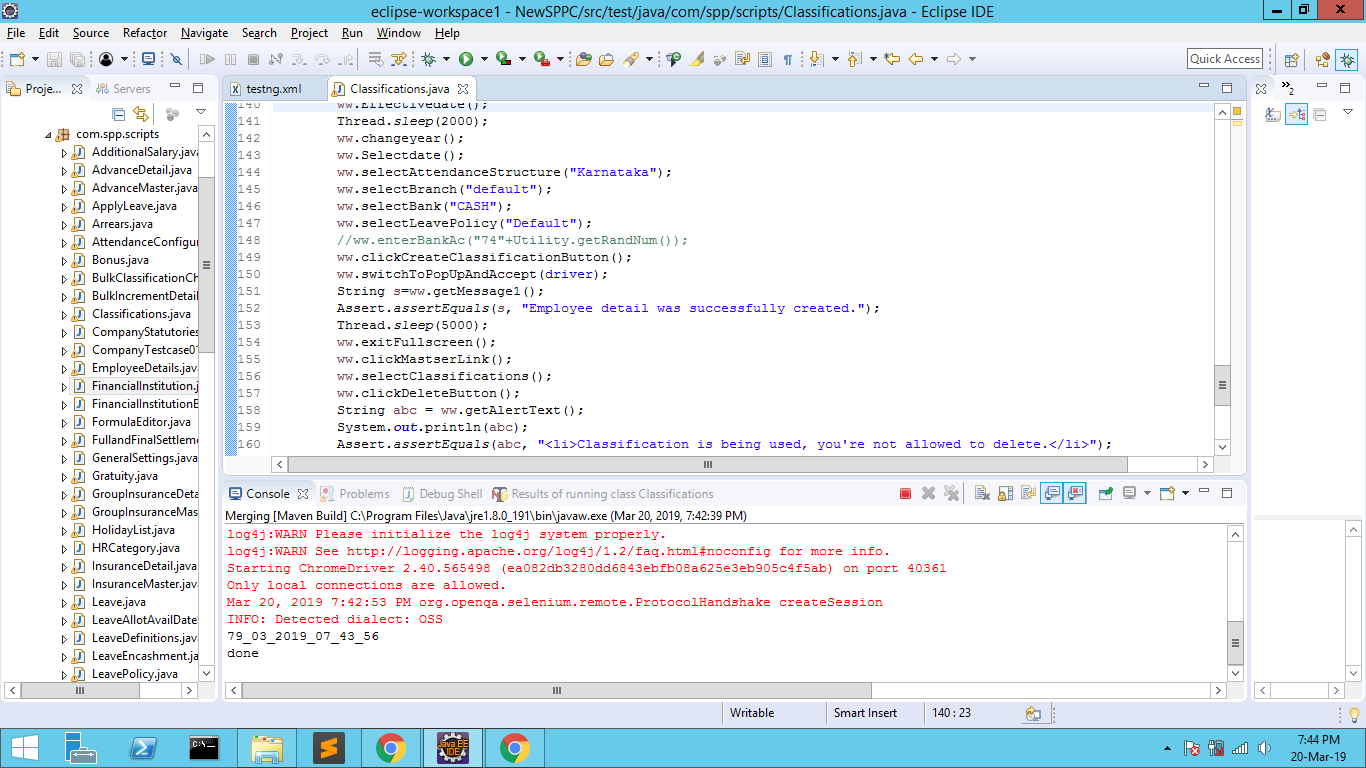 eclipse-workspace1 - NewSPPC/src/test/java/com/spp/scripts/Classifications.java - Eclipse IDE
File Edit Source Refactor Navigate Search Project Run Window Help
Quick Access
Proje... Servers
testng.xml Classifications.java
2
com.spp.scripts
AdditionalSalary.java
AdvanceDetail.java
AdvanceMaster.java
ApplyLeave.java
Arrears.java
AttendanceConfigur
Bonus.java
BulkClassificationCh
BulkIncrementDetail
Classifications.java
CompanyStatutories
CompanyTestcase01
EmployeeDetails.java
FinancialInstitution.j
FinancialInstitutionE
FormulaEditor.java
FullandFinalSettleme
GeneralSettings.java
Gratuity.java
GroupInsuranceDeta
GroupInsuranceMas
HolidayList.java
HRCategory.java
InsuranceDetail.java
InsuranceMaster.java
Leave.java
LeaveAllotAvailDate
LeaveDefinitions.java
LeaveEncashment.ja
LeavePolicy.java
140 ww.Effectivedate();
141 Thread.sleep(2000);
142 ww.changeyear();
143 ww.Selectdate();
144 ww.selectAttendanceStructure("Karnataka");
145 ww.selectBranch("default");
146 ww.selectBank("CASH");
147 ww.selectLeavePolicy("Default");
148 //ww.enterBankAc("74"+Utility.getRandNum());
149 ww.clickCreateClassificationButton();
150 ww.switchToPopUpAndAccept(driver);
151 String s=ww.getMessage1();
152 Assert.assertEquals(s, "Employee detail was successfully created.");
153 Thread.sleep(5000);
154 ww.exitFullscreen();
155 ww.clickMastserLink();
156 ww.selectClassifications();
157 ww.clickDeleteButton();
158 String abc = ww.getAlertText();
159 System.out.println(abc);
160 Assert.assertEquals(abc, "<li>Classification is being used, you're not allowed to delete.</li>");
Console Problems Debug Shell Results of running class Classifications
Merging [Maven Build] C:\Program Files\Java\jre1.8.0_191\bin\javaw.exe (Mar 20, 2019, 7:42:39 PM)
log4j:WARN Please initialize the log4j system properly.
log4j:WARN See http://logging.apache.org/log4j/1.2/faq.html#noconfig for more info.
Starting ChromeDriver 2.40.565498 (ea082db3280dd6843ebfb08a625e3eb905c4f5ab) on port 40361
Only local connections are allowed.
Mar 20, 2019 7:42:53 PM org.openqa.selenium.remote.ProtocolHandshake createSession
INFO: Detected dialect: OSS
79_03_2019_07_43_56
done
Writable Smart Insert 140 : 23
Java EE
IDE
7:44 PM
20-Mar-19